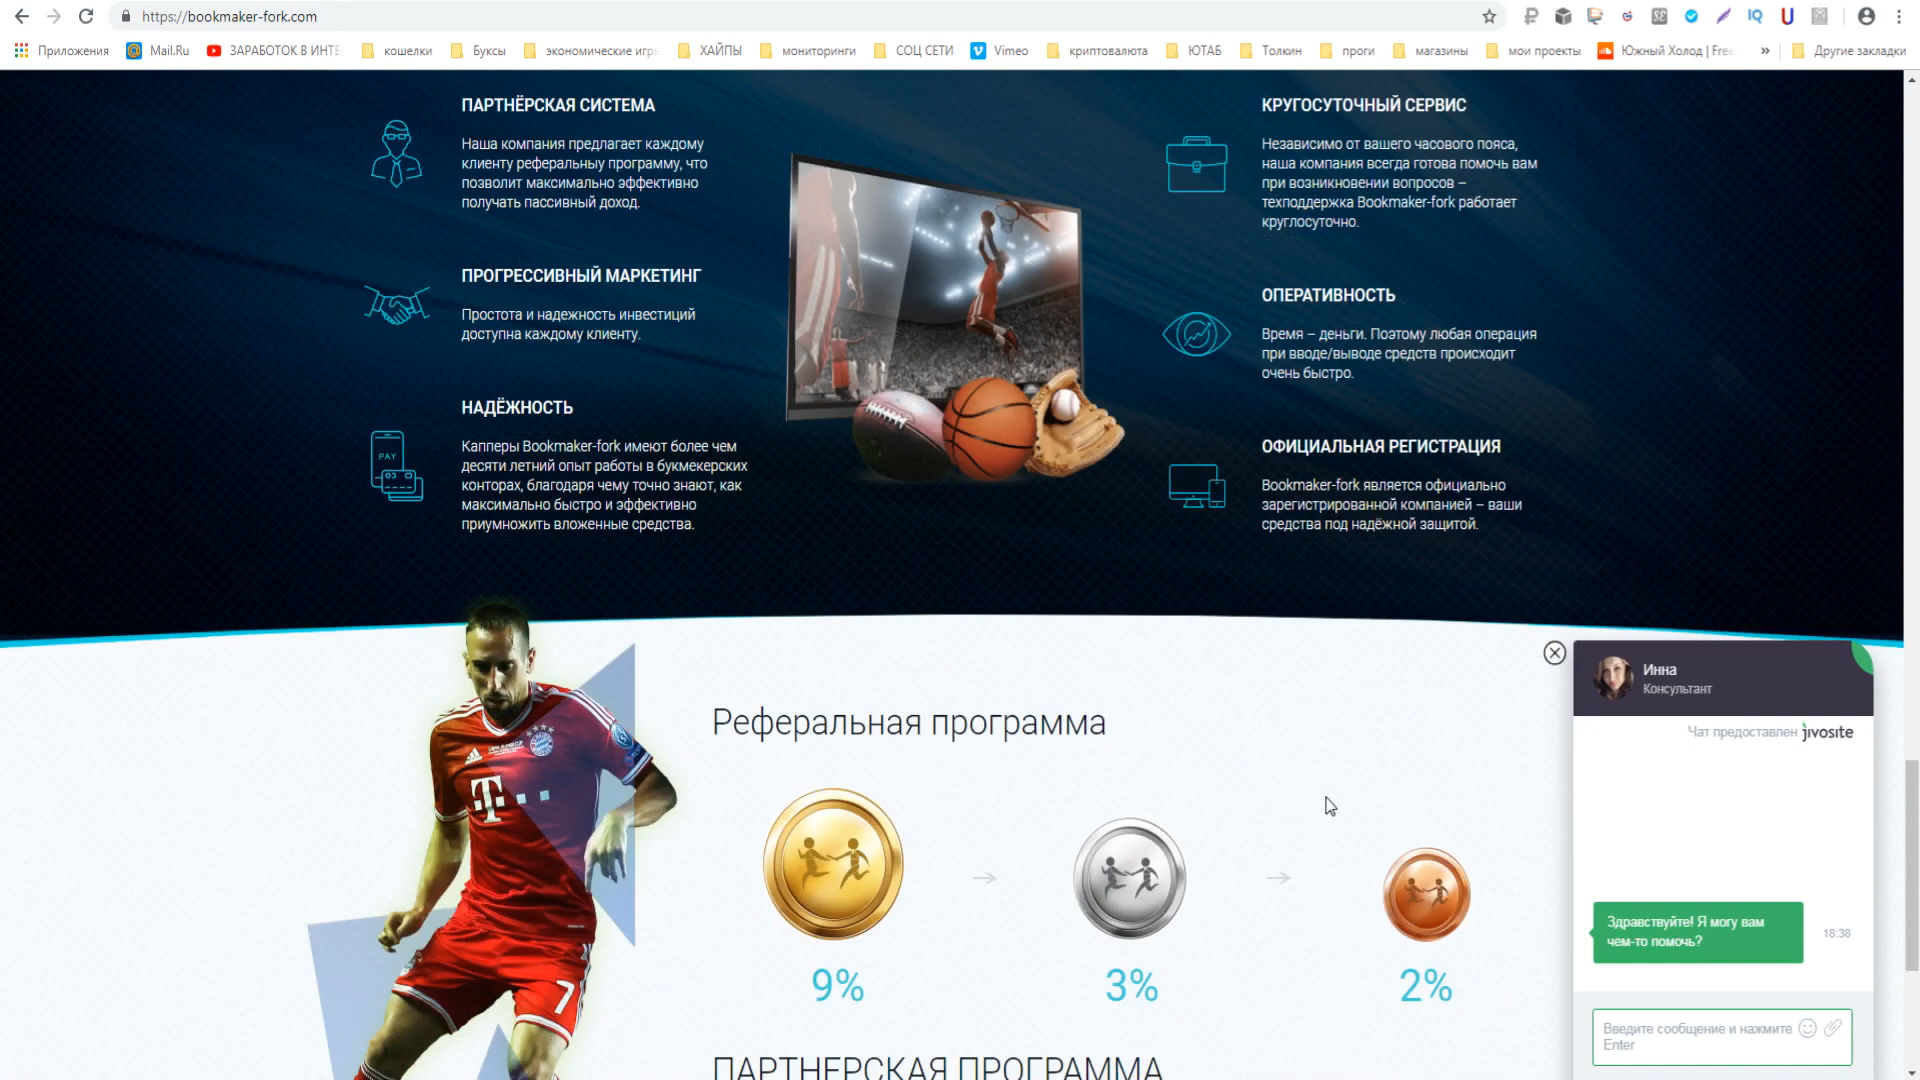 https://bookmaker-fork.com
Приложения
Mail.Ru
ЗАРАБОТОК В ИНТЕ
кошелки
Буксы
экономические игры
ХАЙПЫ
мониторинги
СОЦ СЕТИ
Vimeo
криптовалюта
ЮТАБ
Толкин
проги
магазины
мои проекты
Южный Холод | Free
»
Другие закладки
ПАРТНЁРСКАЯ СИСТЕМА
Наша компания предлагает каждому
клиенту реферальныу программу, что
позволит максимально эффективно
получать пассивный доход.
ПРОГРЕССИВНЫЙ МАРКЕТИНГ
Простота и надежность инвестиций
доступна каждому клиенту.
PAY
НАДЁЖНОСТЬ
Капперы Bookmaker-fork имеют более чем
десяти летний опыт работы в букмекерских
конторах, благодаря чему точно знают, как
максимально быстро и эффективно
приумножить вложенные средства.
КРУГОСУТОЧНЫЙ СЕРВИС
Независимо от вашего часового пояса,
наша компания всегда готова помочь вам
при возникновении вопросов –
техподдержка Bookmaker-fork работает
круглосуточно.
ОПЕРАТИВНОСТЬ
Время – деньги. Поэтому любая операция
при вводе/выводе средств происходит
очень быстро.
ОФИЦИАЛЬНАЯ РЕГИСТРАЦИЯ
Bookmaker-fork является официально
зарегистрированной компанией – ваши
средства под надёжной защитой.
T
7
Реферальная программа
9%
3%
2%
ПАРТНЕРСКАЯ ПРОГРАММА
Инна
Консультант
Чат предоставлен jivosite
Здравствуйте! Я могу вам
чем-то помочь?
18:38
Введите сообщение и нажмите
Enter